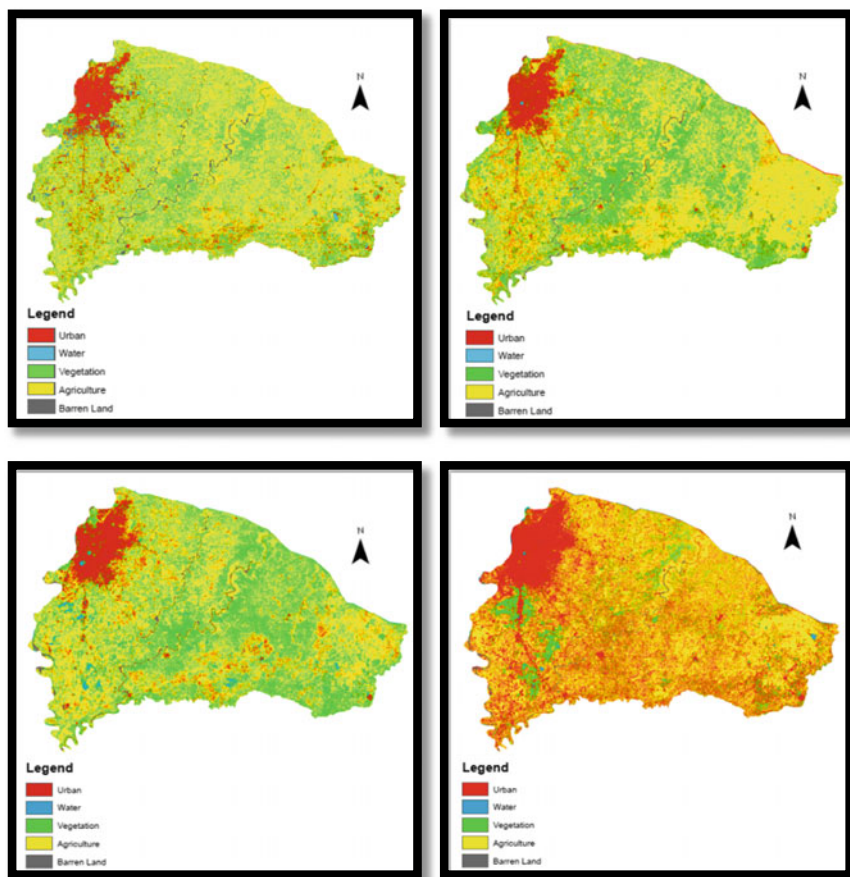 N
Legend
Urban
Water
Vegetation
Agriculture
Barren Land
N
Legend
Urban
Water
Vegetation
Agriculture
Barren Land
N
Legend
Urban
Water
Vegetation
Agriculture
Barren Land
N
Legend
Urban
Water
Vegetation
Agriculture
Barren Land